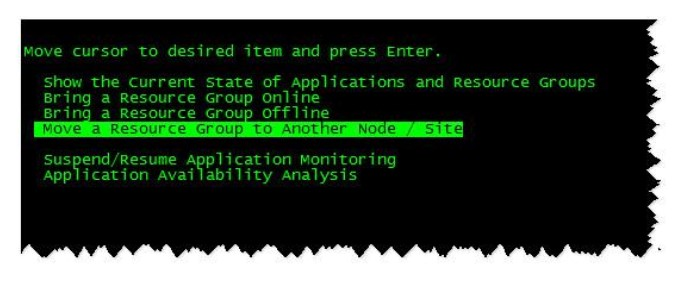 Move cursor to desired item and press Enter.
Show the Current State of Applications and Resource Groups
Bring a Resource Group Online
Bring a Resource Group Offline
Move a Resource Group to Another Node / Site
Suspend/Resume Application Monitoring
Application Availability Analysis